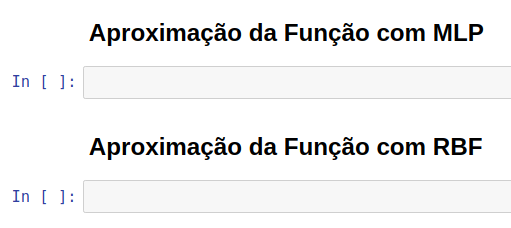 Aproximação da Função com MLP
In [ ]:
Aproximação da Função com RBF
In [ ]: